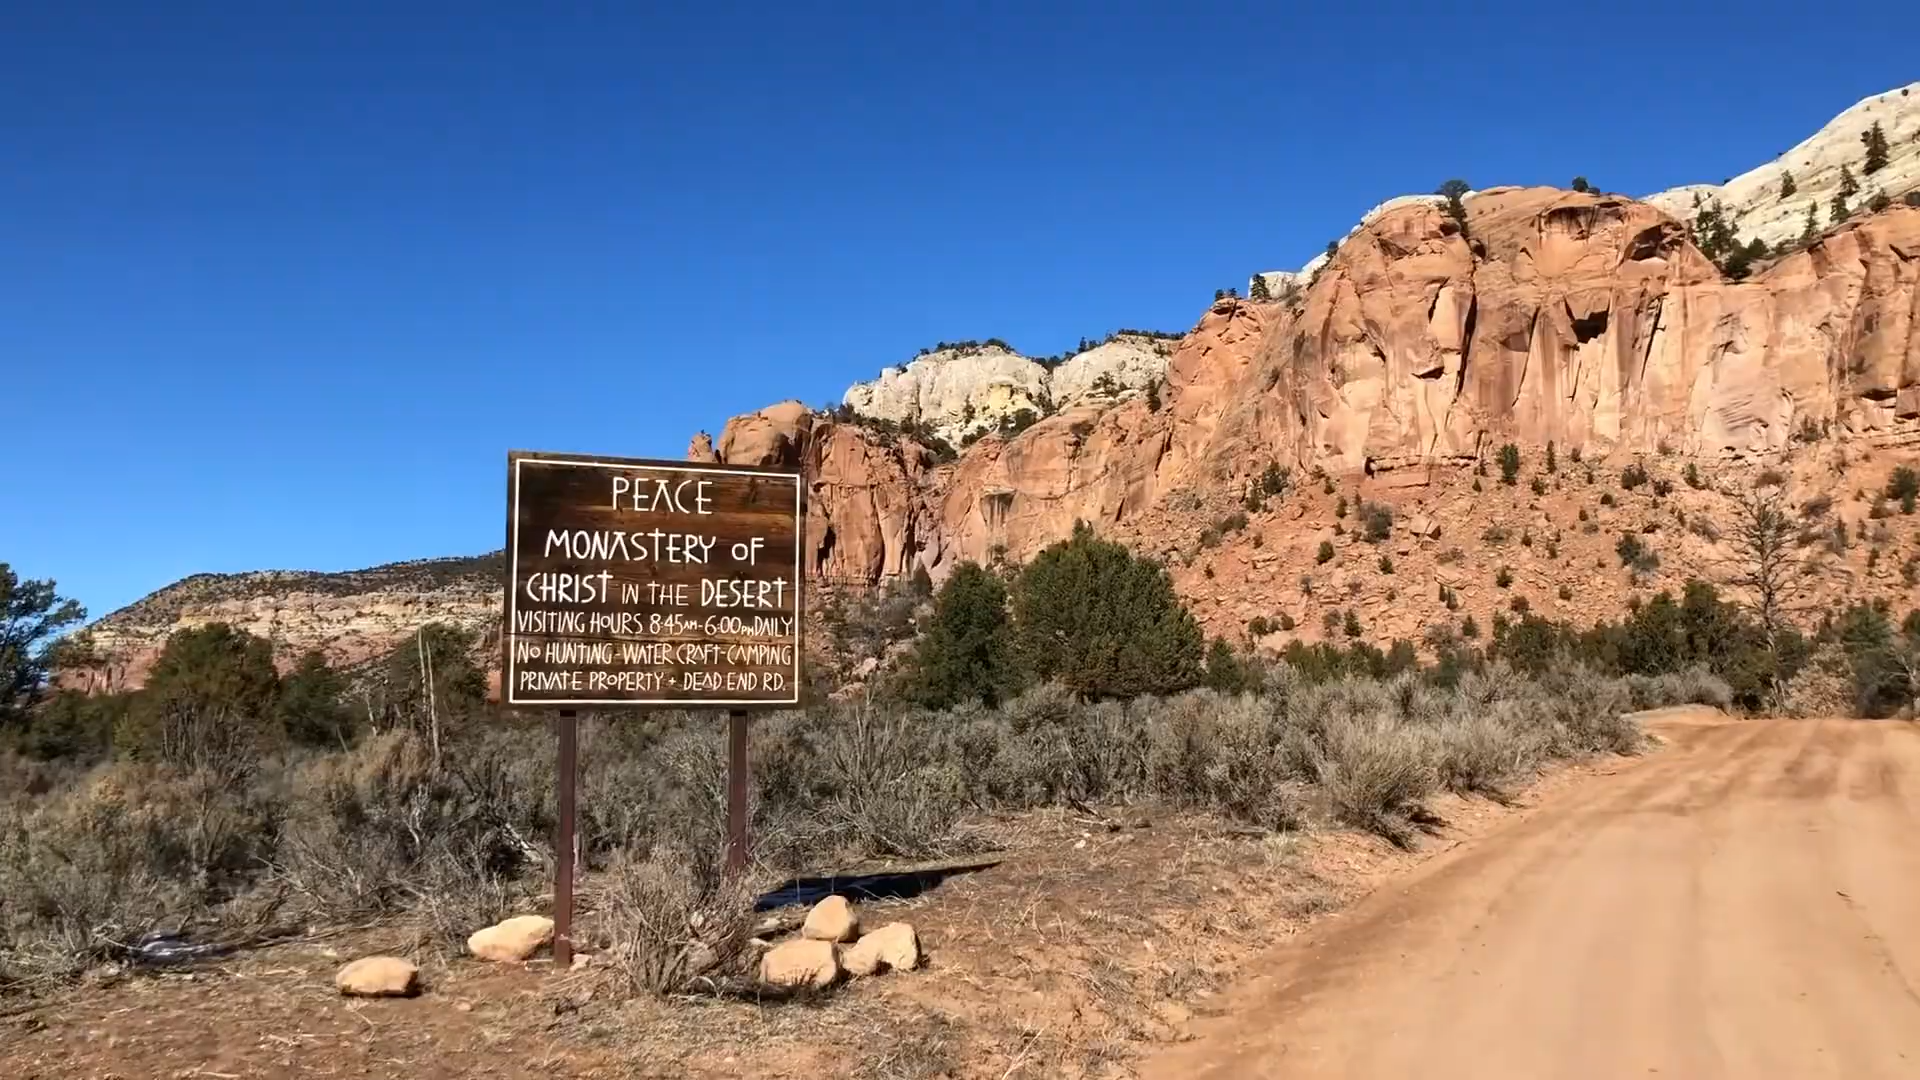 PEACE
MONASTERY OF
CHRIST IN THE DESERT
VISITING HOURS 8:45AM-6:00PM DAILY
NO HUNTING-WATER CRAFT-CAMPING
PRIVATE PROPERTY + DEAD END RD.